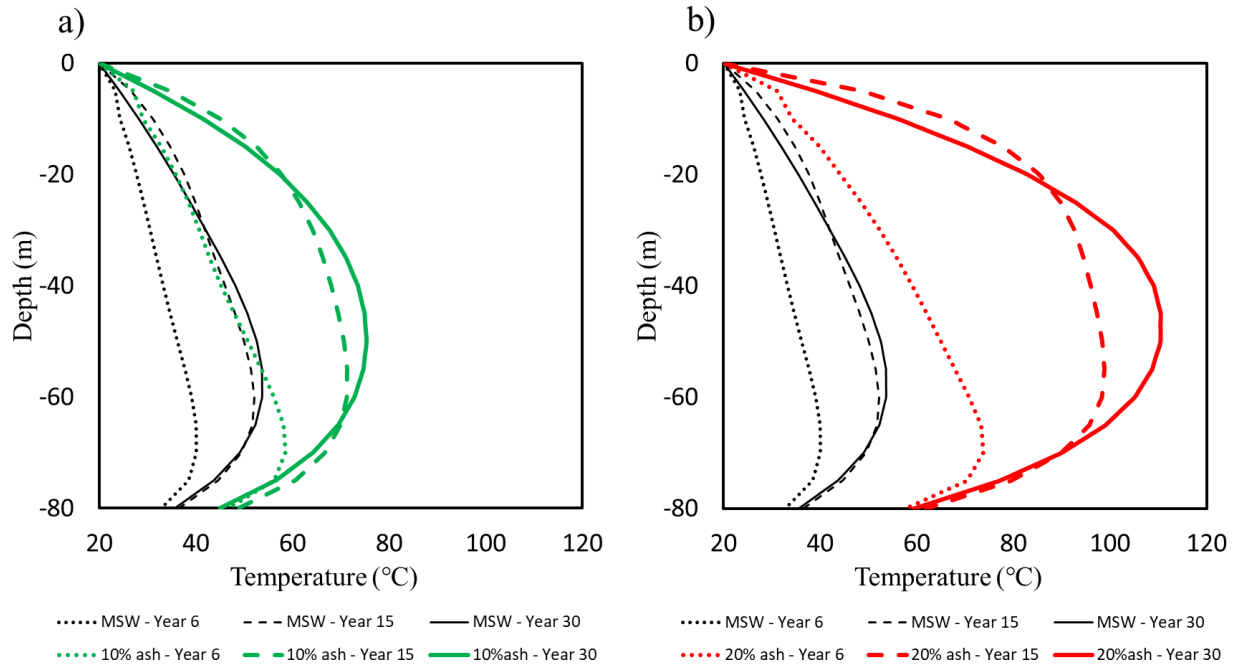 a)
0
-20
-40
-60
-80
Depth (m)
20 40 60 80 100 120
Temperature (°C)
MSW - Year 6 MSW - Year 15 MSW - Year 30
10% ash - Year 6 10% ash - Year 15 10%ash - Year 30
b)
0
-20
-40
-60
-80
Depth (m)
20 40 60 80 100 120
Temperature (°C)
MSW - Year 6 MSW - Year 15 MSW - Year 30
20% ash - Year 6 20% ash - Year 15 20%ash - Year 30